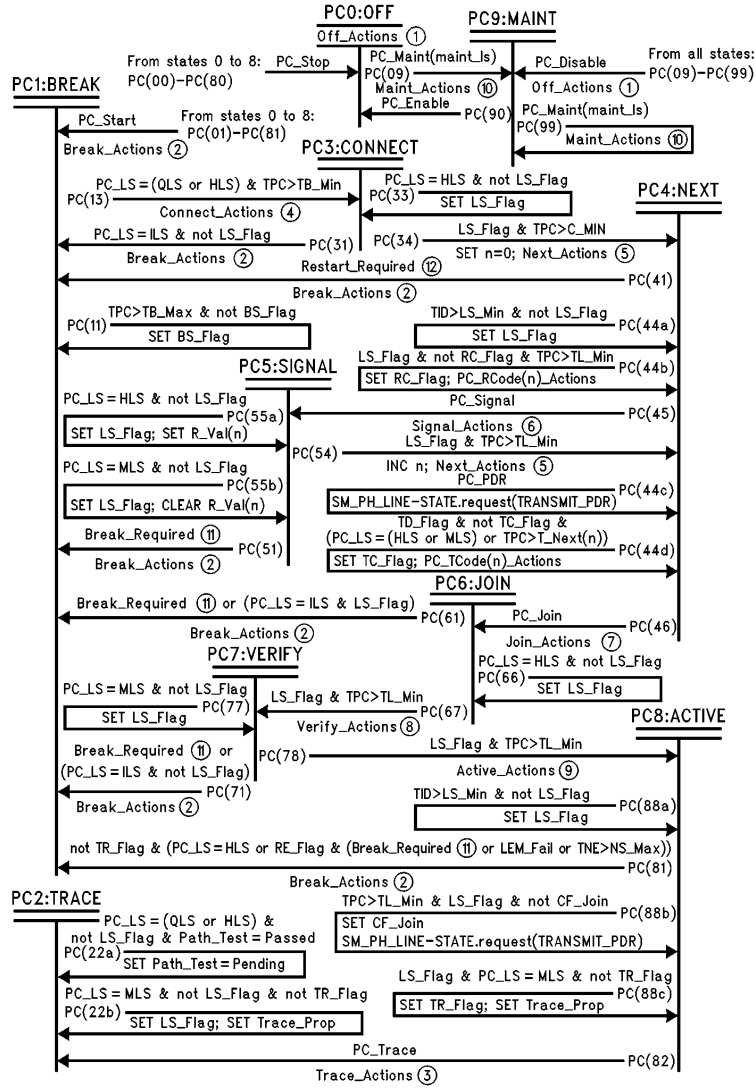 PC0:OFF
Off_Actions ①
PC9:MAINT
From states 0 to 8:
PC(00)–PC(80)
PC_Stop
PC_Maint(maint_ls)
PC(09)
Maint_Actions ⑩
PC_Enable
PC(90)
PC_Disable
Off_Actions ①
From all states:
PC(09)–PC(99)
PC_Maint(maint_ls)
PC(99)
Maint_Actions ⑩
PC1:BREAK
PC_Start
Break_Actions ②
From states 0 to 8:
PC(01)–PC(81)
PC3:CONNECT
PC_LS=(QLS or HLS) & TPC>TB_Min
PC(13)
Connect_Actions ④
PC_LS=HLS & not LS_Flag
PC(33)
SET LS_Flag
PC4:NEXT
PC_LS=ILS & not LS_Flag
PC(31)
Break_Actions ②
PC(34)
LS_Flag & TPC>C_MIN
SET n=0; Next_Actions ⑤
Restart_Required ⑫
PC(41)
Break_Actions ②
TPC>TB_Max & not BS_Flag
PC(11)
SET BS_Flag
TID>LS_Min & not LS_Flag
PC(44a)
SET LS_Flag
LS_Flag & not RC_Flag & TPC>TL_Min
PC(44b)
SET RC_Flag; PC_RCode(n)_Actions
PC5:SIGNAL
PC_LS=HLS & not LS_Flag
PC(55a)
SET LS_Flag; SET R_Val(n)
PC_Signal
PC(45)
Signal_Actions ⑥
PC(54)
LS_Flag & TPC>TL_Min
INC n; Next_Actions ⑤
PC_LS=MLS & not LS_Flag
PC(55b)
SET LS_Flag; CLEAR R_Val(n)
PC_PDR
PC(44c)
SM_PH_LINE-STATE.request(TRANSMIT_PDR)
Break_Required ⑪
PC(51)
Break_Actions ②
TD_Flag & not TC_Flag &
(PC_LS=(HLS or MLS) or TPC>T_Next(n))
PC(44d)
SET TC_Flag; PC_TCode(n)_Actions
PC6:JOIN
Break_Required ⑪ or (PC_LS=ILS & LS_Flag)
PC(61)
Break_Actions ②
PC_Join
PC(46)
Join_Actions ⑦
PC7:VERIFY
PC_LS=HLS & not LS_Flag
PC(66)
SET LS_Flag
PC_LS=MLS & not LS_Flag
PC(77)
SET LS_Flag
LS_Flag & TPC>TL_Min
PC(67)
Verify_Actions ⑧
PC8:ACTIVE
Break_Required ⑪ or
(PC_LS=ILS & not LS_Flag)
PC(71)
Break_Actions ②
PC(78)
LS_Flag & TPC>TL_Min
Active_Actions ⑨
TID>LS_Min & not LS_Flag
PC(88a)
SET LS_Flag
not TR_Flag & (PC_LS=HLS or RE_Flag & (Break_Required ⑪ or LEM_Fail or TNE>NS_Max))
PC(81)
Break_Actions ②
PC2:TRACE
PC_LS=(QLS or HLS) &
not LS_Flag & Path_Test=Passed
PC(22a)
SET Path_Test=Pending
TPC>TL_Min & LS_Flag & not CF_Join
PC(88b)
SET CF_Join
SM_PH_LINE-STATE.request(TRANSMIT_PDR)
PC_LS=MLS & not LS_Flag & not TR_Flag
PC(22b)
SET LS_Flag; SET Trace_Prop
LS_Flag & PC_LS=MLS & not TR_Flag
PC(88c)
SET TR_Flag; SET Trace_Prop
PC_Trace
PC(82)
Trace_Actions ③